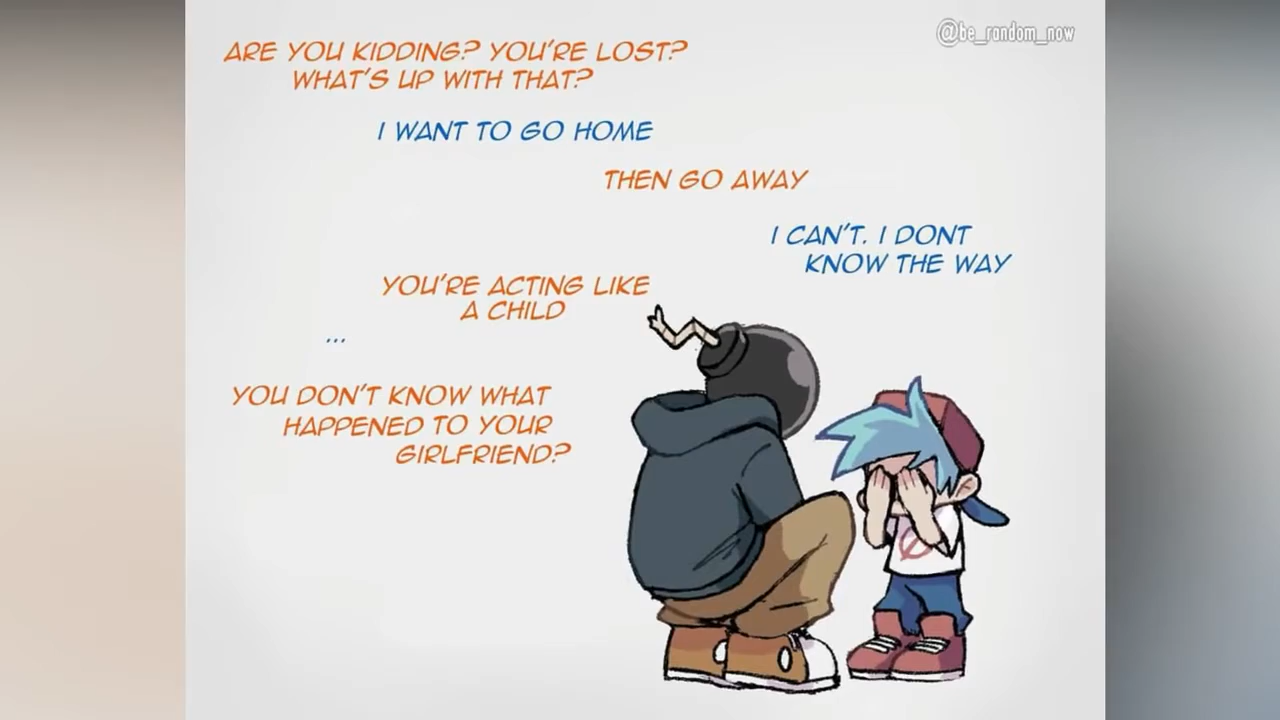 @be_random_now
ARE YOU KIDDING? YOU'RE LOST?
WHAT'S UP WITH THAT?
I WANT TO GO HOME
THEN GO AWAY
I CAN'T. I DONT
KNOW THE WAY
YOU'RE ACTING LIKE
A CHILD
...
YOU DON'T KNOW WHAT
HAPPENED TO YOUR
GIRLFRIEND?